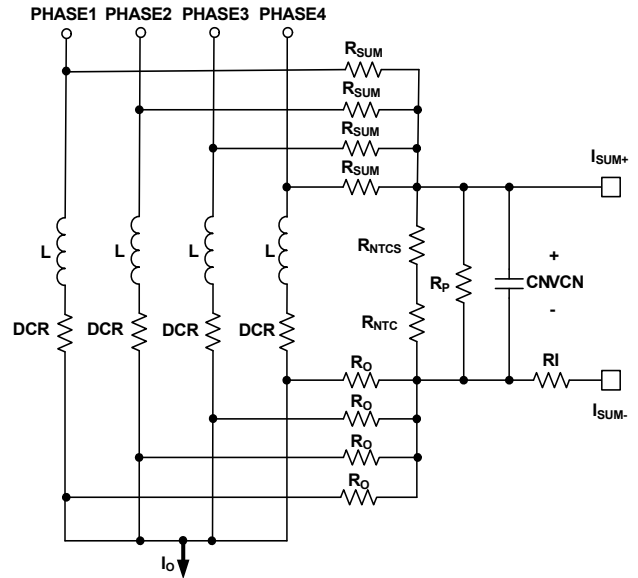 PHASE1 PHASE2 PHASE3 PHASE4
RSUM
RSUM
RSUM
RSUM
ISUM+
L L L L
RNTCS
RP
+
CNVCN
-
DCR DCR DCR DCR
RNTC
RO
RI
RO
ISUM-
RO
RO
IO